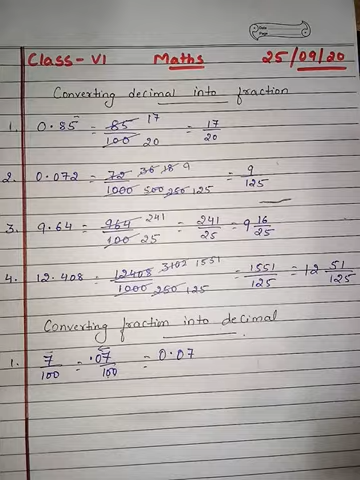 Date
Page
Class - VI Maths 25/09/20
Converting decimal into fraction
1. 0.85 = 85/100 17/20 = 17/20
2. 0.072 = 72/1000 36/500 18/250 9/125 = 9/125
3. 9.64 = 964/100 241/25 = 241/25 = 9 16/25
4. 12.408 = 12408/1000 3102/250 1551/125 = 1551/125 = 12 51/125
Converting fraction into decimal
1. 7/100 = .07/100 = 0.07